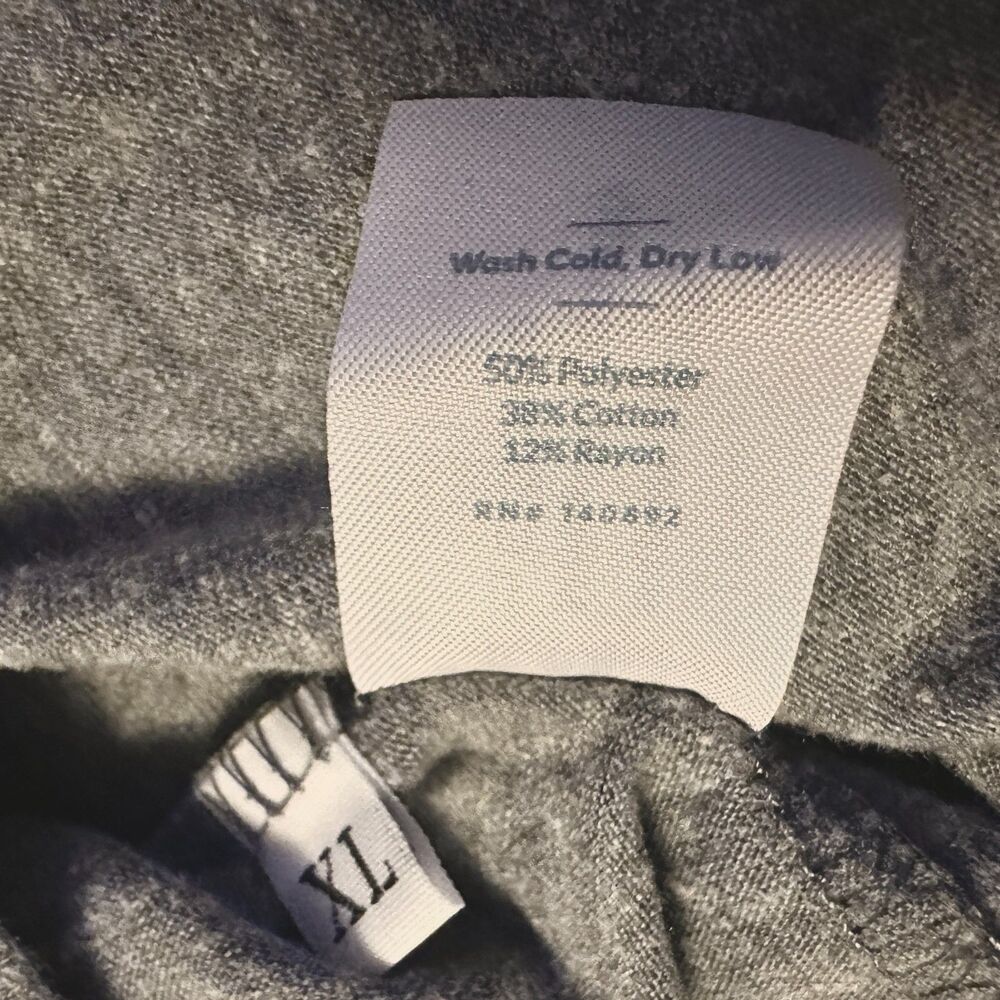 Wash Cold, Dry Low
50% Polyester
38% Cotton
12% Rayon
RN# 140892
XL